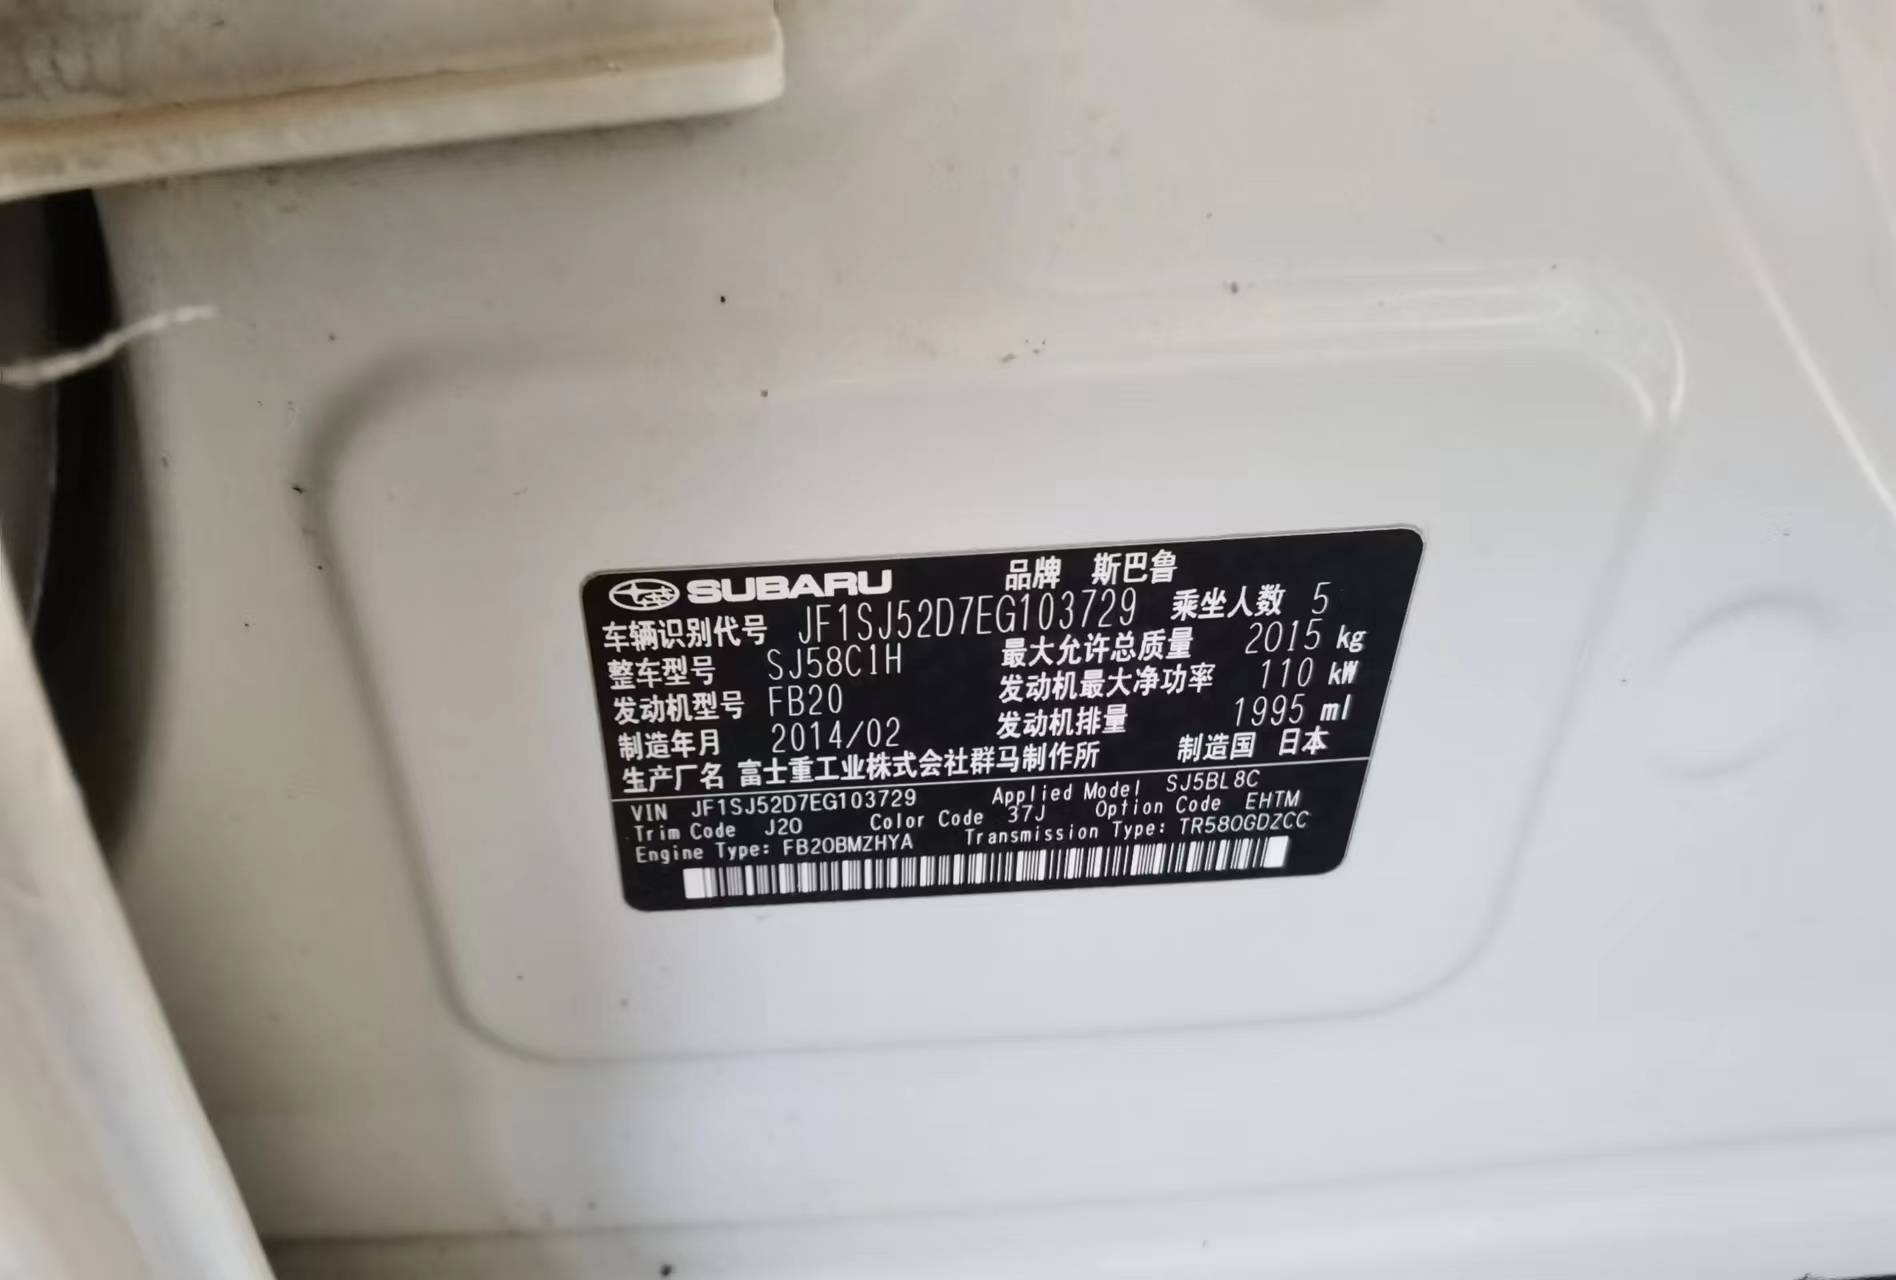 SUBARU 品牌 斯巴鲁
车辆识别代号 JF1SJ52D7EG103729 乘坐人数 5
整车型号 SJ58C1H 最大允许总质量 2015 kg
发动机型号 FB20 发动机最大净功率 110 kW
制造年月 2014/02 发动机排量 1995 ml
生产厂名 富士重工业株式会社群马制作所 制造国 日本
VIN JF1SJ52D7EG103729 Applied Model SJ5BL8C
Trim Code J20 Color Code 37J Option Code EHTM
Engine Type: FB20BMZHYA Transmission Type: TR580GDZCC